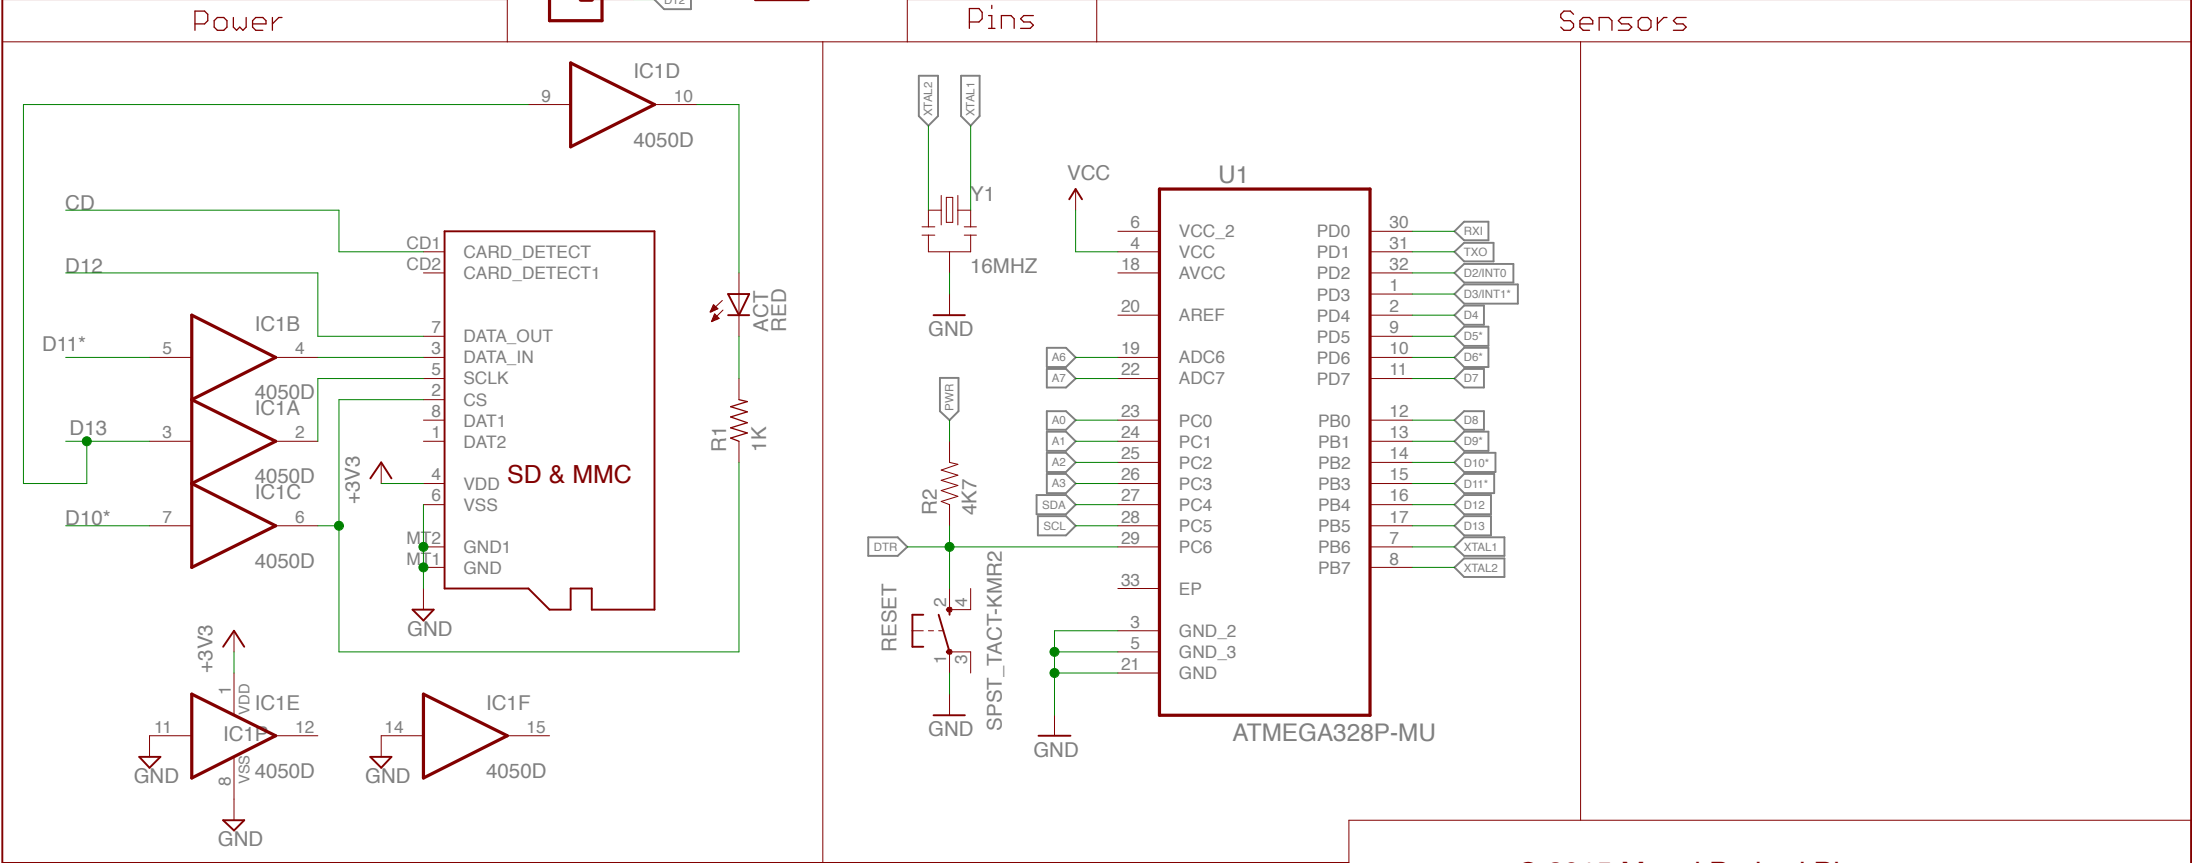 Power
D12
Pins
Sensors
IC1D
9
10
4050D
CD
CD1
CARD_DETECT
D12
CD2
CARD_DETECT1
ACT
RED
IC1B
7
DATA_OUT
D11*
5
4
3
DATA_IN
5
SCLK
4050D
2
CS
IC1A
8
DAT1
D13
3
2
1
DAT2
R1
1K
4050D
+3V3
4
VDD
SD & MMC
IC1C
6
VSS
D10*
7
6
MT2
GND1
4050D
MT1
GND
GND
+3V3
1
VDD
IC1E
11
12
IC1P
GND
4050D
8
VSS
GND
IC1F
14
15
GND
4050D
XTAL2
XTAL1
Y1
16MHZ
GND
PWR
R2
4K7
DTR
RESET
2
4
1
3
SPST_TACT-KMR2
GND
VCC
U1
6
VCC_2
PD0
30
RXI
4
VCC
PD1
31
TXO
18
AVCC
PD2
32
D2/INT0
PD3
1
D3/INT1*
20
AREF
PD4
2
D4
PD5
9
D5*
A6
19
ADC6
PD6
10
D6*
A7
22
ADC7
PD7
11
D7
A0
23
PC0
PB0
12
D8
A1
24
PC1
PB1
13
D9*
A2
25
PC2
PB2
14
D10*
A3
26
PC3
PB3
15
D11*
SDA
27
PC4
PB4
16
D12
SCL
28
PC5
PB5
17
D13
29
PC6
PB6
7
XTAL1
PB7
8
XTAL2
33
EP
3
GND_2
5
GND_3
21
GND
GND
ATMEGA328P-MU